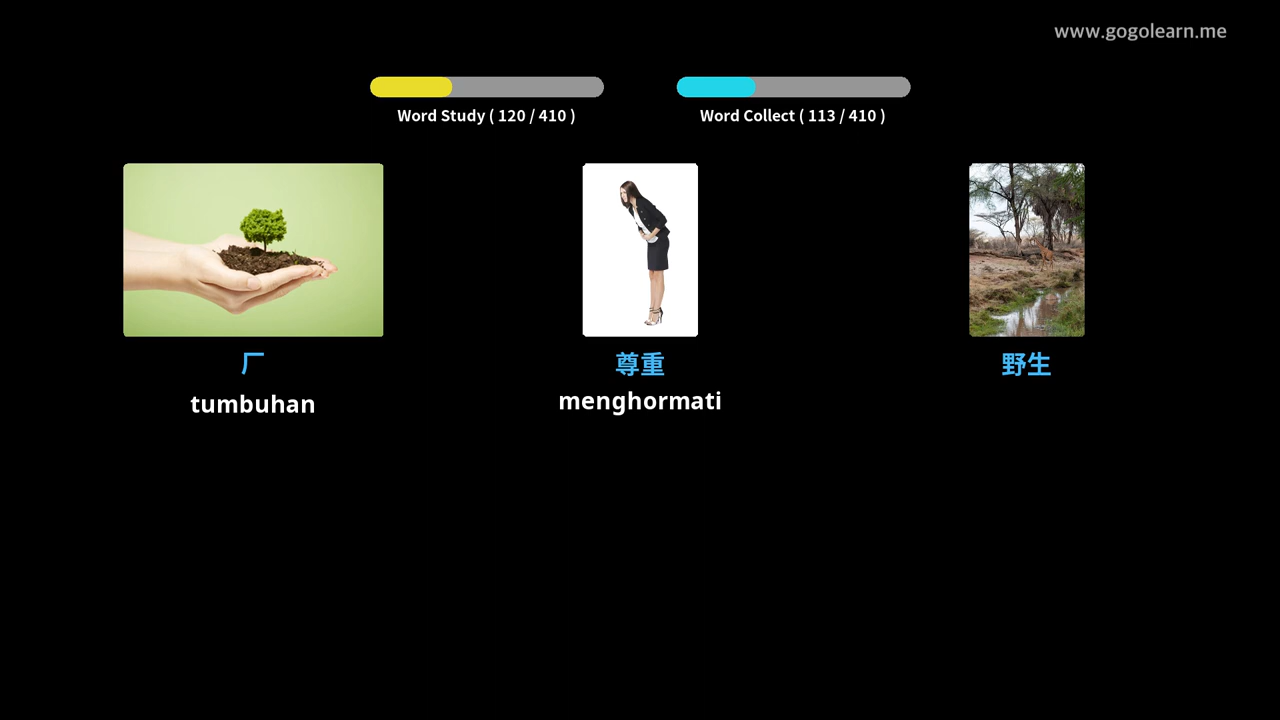 www.gogolearn.me
Word Study ( 120 / 410 )
Word Collect ( 113 / 410 )
厂
tumbuhan
尊重
menghormati
野生